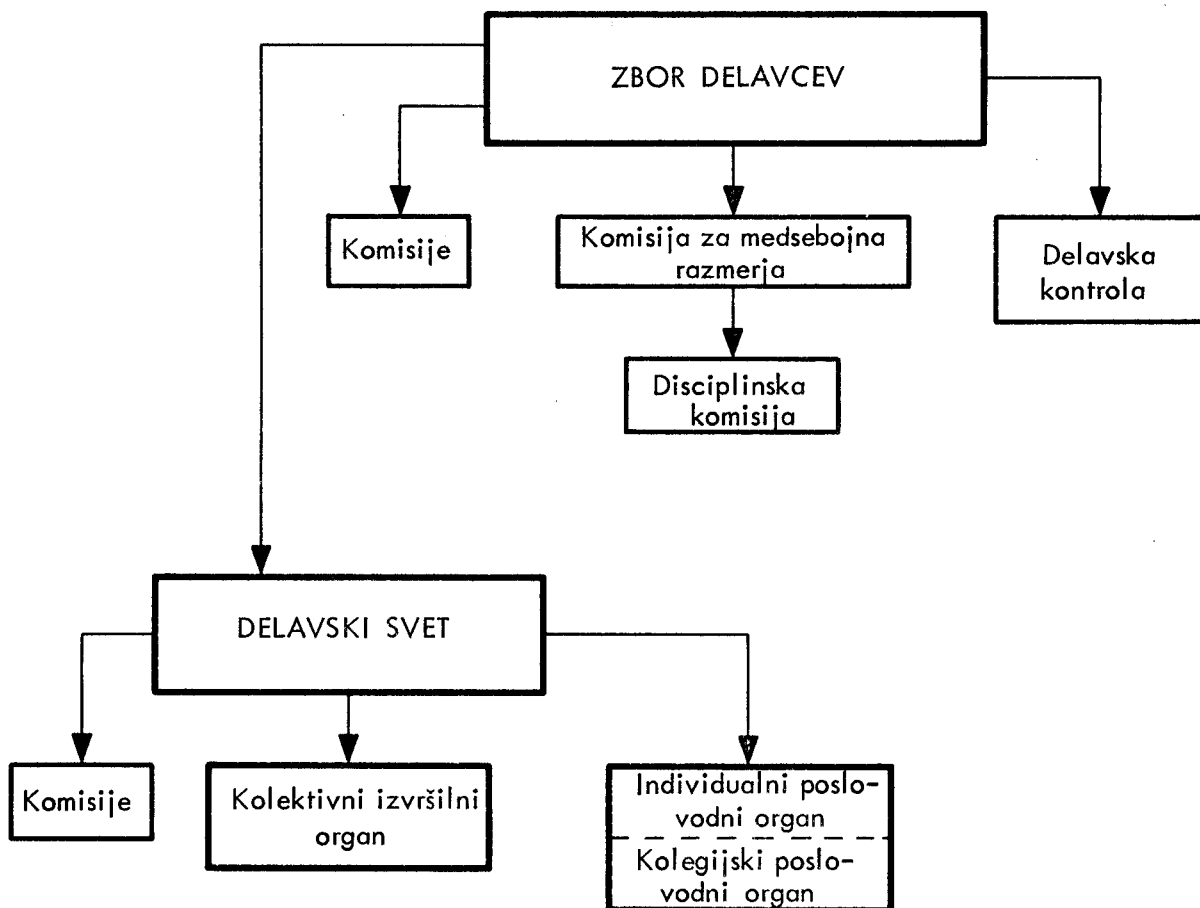 ZBOR DELAVCEV
Komisije
Komisija za medsebojna
razmerja
Delavska
kontrola
Disciplinska
komisija
DELAVSKI SVET
Komisije
Kolektivni izvršilni
organ
Individualni poslo-
vodni organ
Kolegijski poslo-
vodni organ